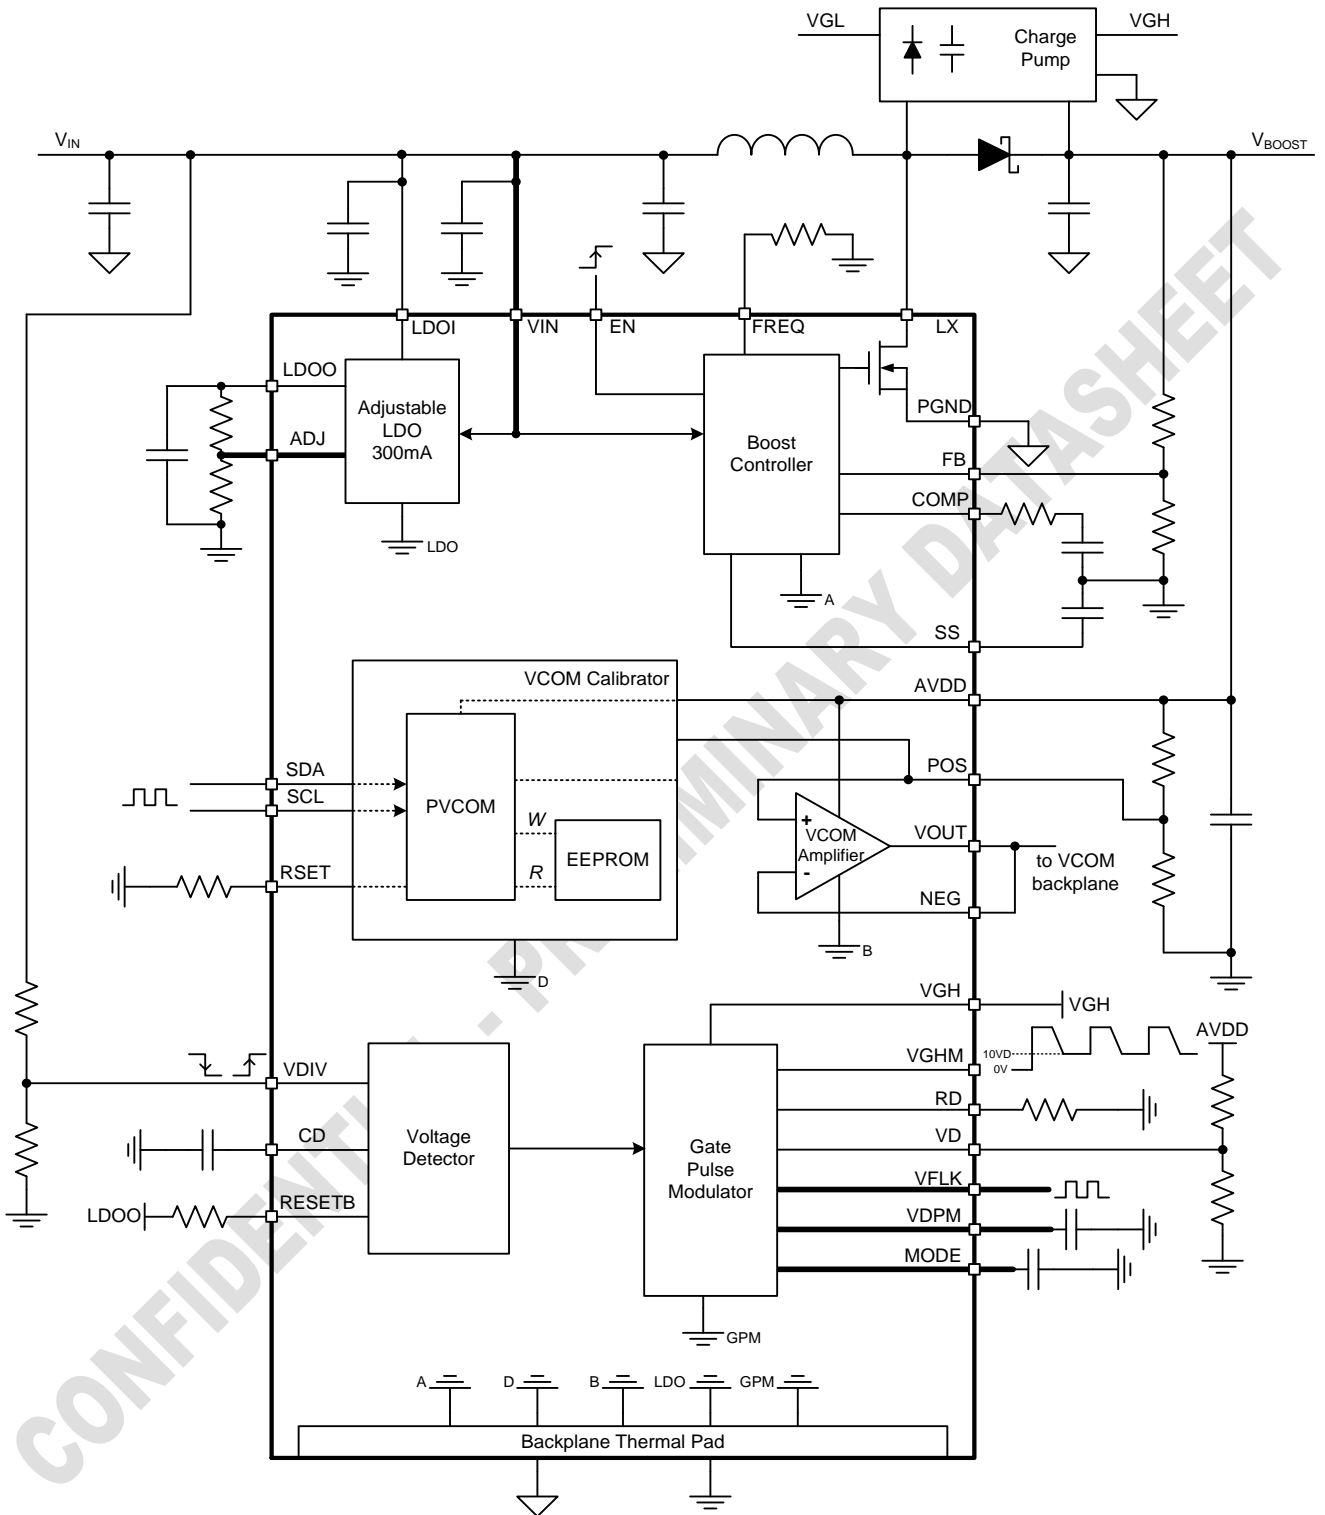 VGL
VGH
Charge
Pump
VIN
VBOOST
LDOI
VIN
EN
FREQ
LX
LDOO
ADJ
Adjustable
LDO
300mA
LDO
Boost
Controller
A
PGND
FB
COMP
SS
VCOM Calibrator
AVDD
SDA
SCL
PVCOM
W
R
EEPROM
RSET
D
POS
+
VCOM
Amplifier
-
VOUT
to VCOM
backplane
NEG
B
VGH
VGH
VGHM
10VD
0V
AVDD
RD
VD
VFLK
VDPM
MODE
VDIV
CD
RESETB
LDOO
Voltage
Detector
Gate
Pulse
Modulator
GPM
A
D
B
LDO
GPM
Backplane Thermal Pad
CONFIDENTIAL - PRELIMINARY DATASHEET